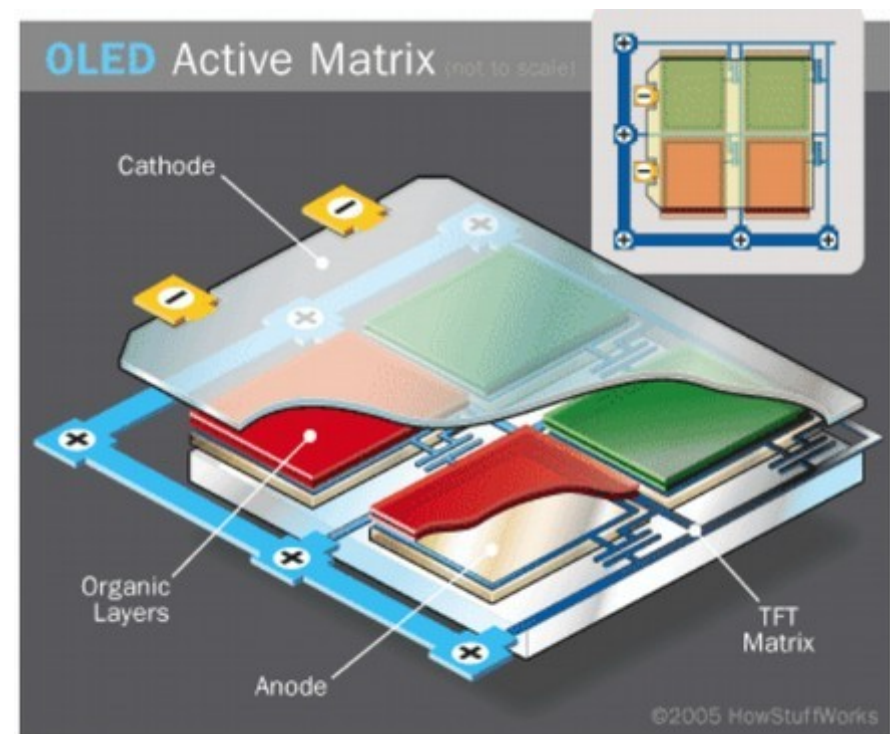 OLED Active Matrix (not to scale)
Cathode
Organic
Layers
Anode
TFT
Matrix
©2005 HowStuffWorks